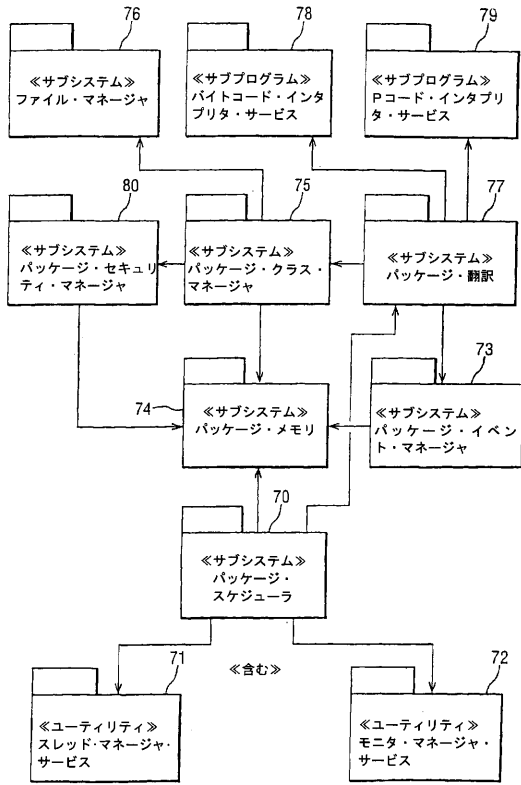 76
≪サブシステム≫
ファイル・マネージャ
78
≪サブプログラム≫
バイトコード・インタ
プリタ・サービス
79
≪サブプログラム≫
Pコード・インタプリ
タ・サービス
80
≪サブシステム≫
パッケージ・セキュリ
ティ・マネージャ
75
≪サブシステム≫
パッケージ・クラス・
マネージャ
77
≪サブシステム≫
パッケージ・翻訳
74
≪サブシステム≫
パッケージ・メモリ
73
≪サブシステム≫
パッケージ・イベン
ト・マネージャ
70
≪サブシステム≫
パッケージ・
スケジューラ
71
≪ユーティリティ≫
スレッド・マネージャ・
サービス
≪含む≫
72
≪ユーティリティ≫
モニタ・マネージャ・
サービス